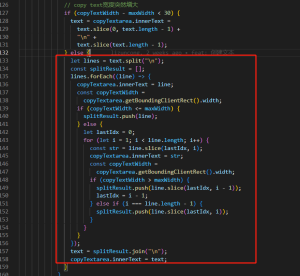 // copy text宽度突然增大
if (copyTextWidth - maxWidth < 30) {
text = copyTextarea.innerText =
text.slice(0, text.length - 1) +
"\n" +
text.slice(text.length - 1);
} else {
let lines = text.split("\n");
const splitResult = [];
lines.forEach((line) => {
copyTextarea.innerText = line;
const copyTextWidth =
copyTextarea.getBoundingClientRect().width;
if (copyTextWidth <= maxWidth) {
splitResult.push(line);
} else {
let lastIdx = 0;
for (let i = 1; i < line.length; i++) {
const str = line.slice(lastIdx, i);
copyTextarea.innerText = str;
const copyTextWidth =
copyTextarea.getBoundingClientRect().width;
if (copyTextWidth > maxWidth) {
splitResult.push(line.slice(lastIdx, i - 1));
lastIdx = i - 1;
} else if (i === line.length - 1) {
splitResult.push(line.slice(lastIdx, i));
}
}
}
});
text = splitResult.join("\n");
copyTextarea.innerText = text;
}